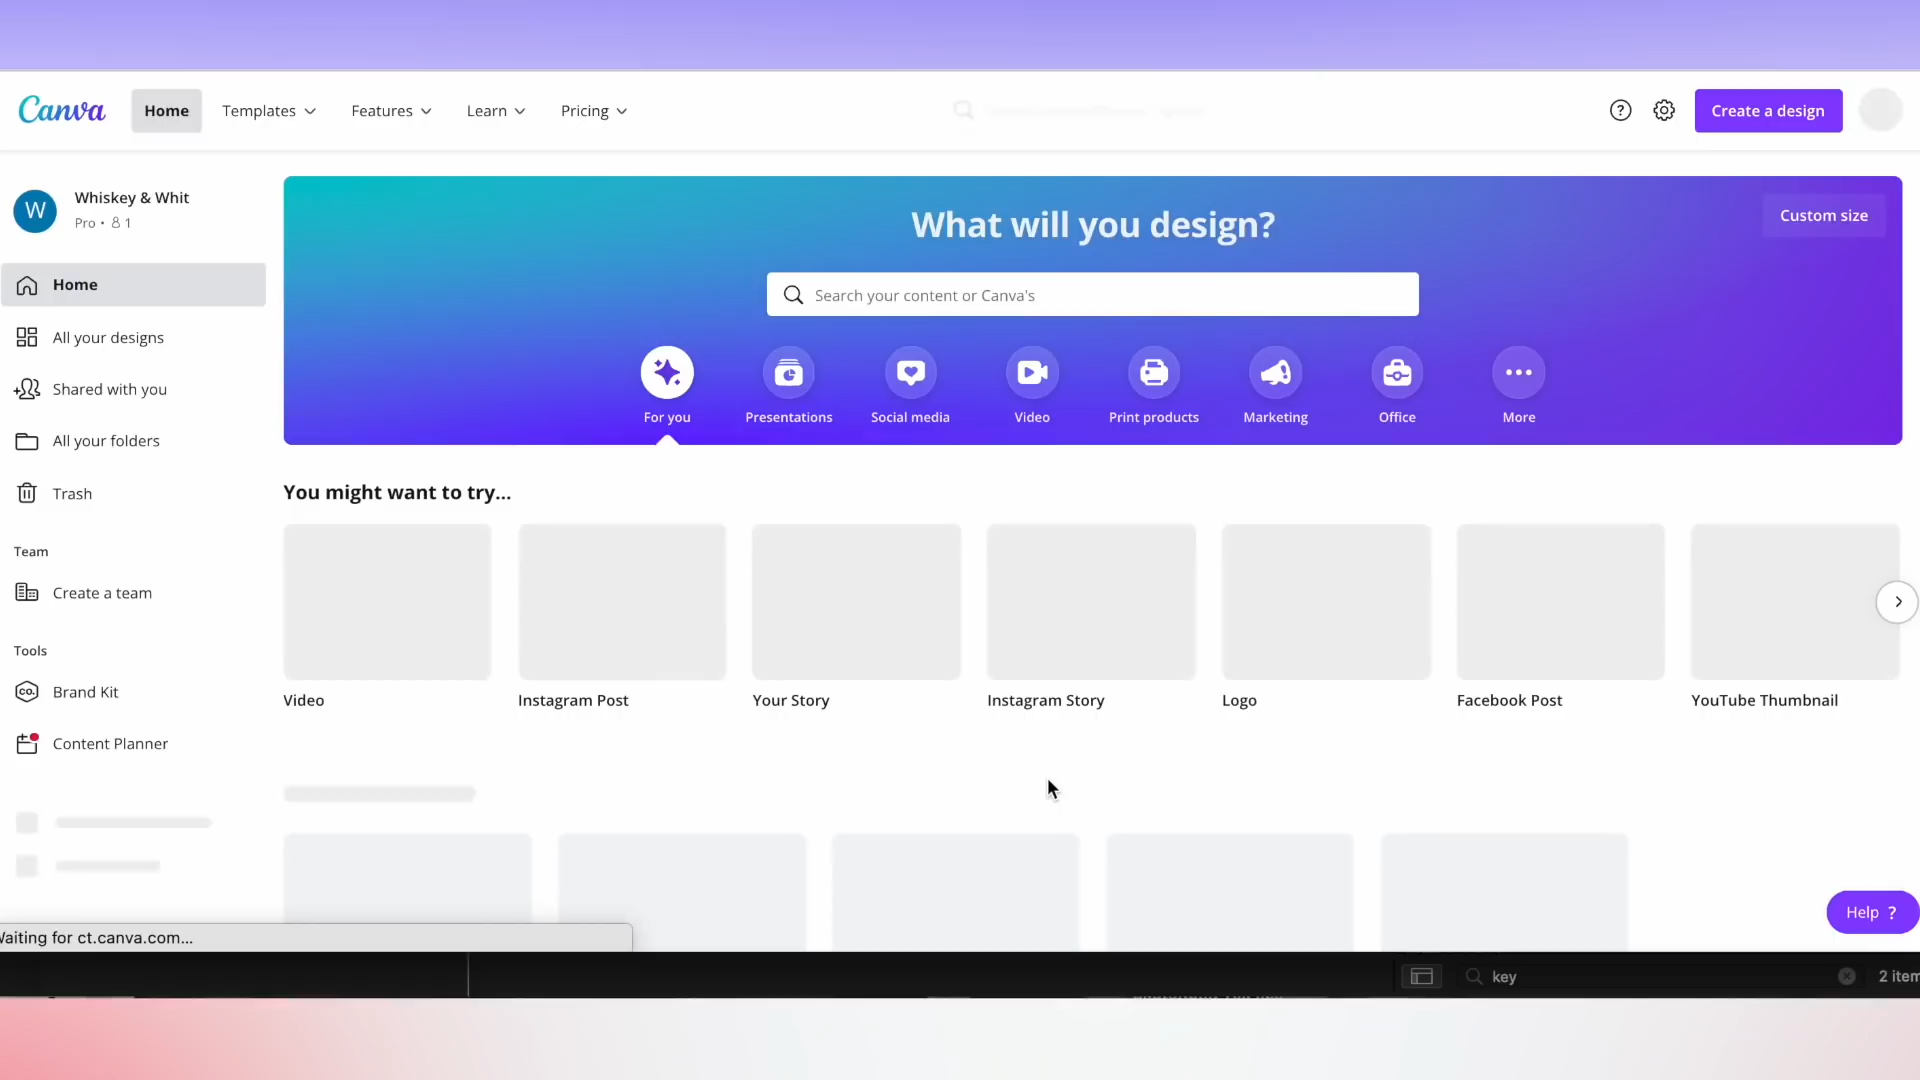 Canva
Home
Templates
Features
Learn
Pricing
?
Create a design
W
Whiskey & Whit
Pro • 1
Home
All your designs
Shared with you
All your folders
Trash
Team
Create a team
Tools
co.
Brand Kit
Content Planner
What will you design?
Custom size
Search your content or Canva's
For you
Presentations
Social media
Video
Print products
Marketing
Office
More
You might want to try...
Video
Instagram Post
Your Story
Instagram Story
Logo
Facebook Post
YouTube Thumbnail
Help ?
for ct.canva.com...
key
2